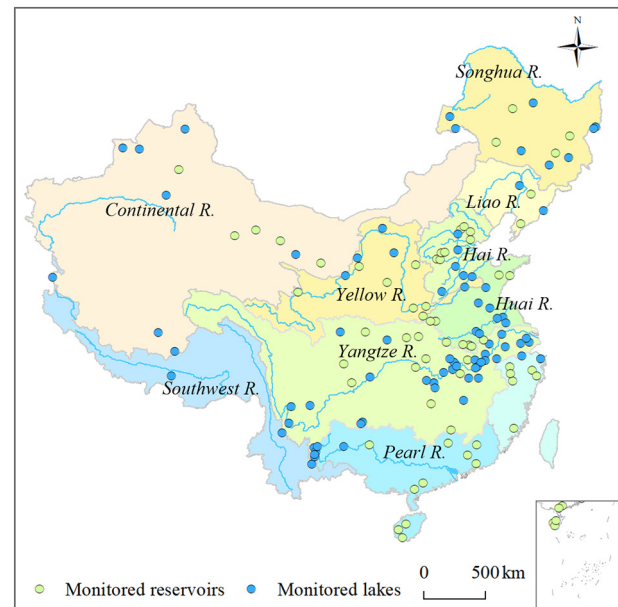 N
Songhua R.
Liao R.
Continental R.
Hai R.
Yellow R.
Huai R.
Yangtze R.
Southwest R.
Pearl R.
Monitored reservoirs
Monitored lakes
0 500 km